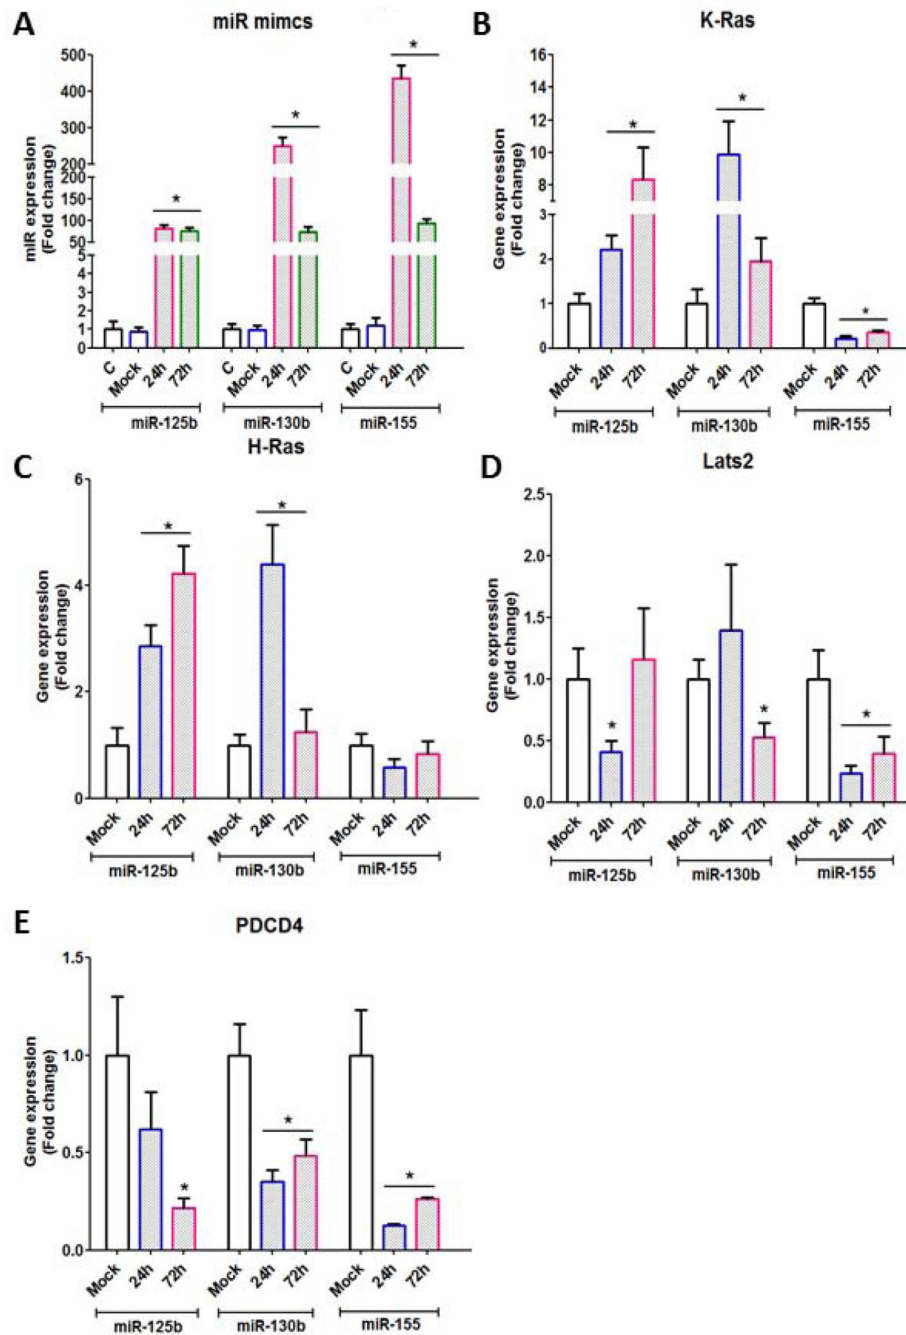 A
miR mimcs
miR expression
(Fold change)
500
400
300
200
200
150
100
50
5
4
3
2
1
0
*
*
*
C
Mock
24h
72h
C
Mock
24h
72h
C
Mock
24h
72h
miR-125b
miR-130b
miR-155
B
K-Ras
Gene expression
(Fold change)
16
14
12
10
8
6
3
2
1
0
*
*
*
Mock
24h
72h
Mock
24h
72h
Mock
24h
72h
miR-125b
miR-130b
miR-155
C
H-Ras
Gene expression
(Fold change)
6
4
2
0
*
*
Mock
24h
72h
Mock
24h
72h
Mock
24h
72h
miR-125b
miR-130b
miR-155
D
Lats2
Gene expression
(Fold change)
2.5
2.0
1.5
1.0
0.5
0.0
*
*
*
Mock
24h
72h
Mock
24h
72h
Mock
24h
72h
miR-125b
miR-130b
miR-155
E
PDCD4
Gene expression
(Fold change)
1.5
1.0
0.5
0.0
*
*
*
Mock
24h
72h
Mock
24h
72h
Mock
24h
72h
miR-125b
miR-130b
miR-155